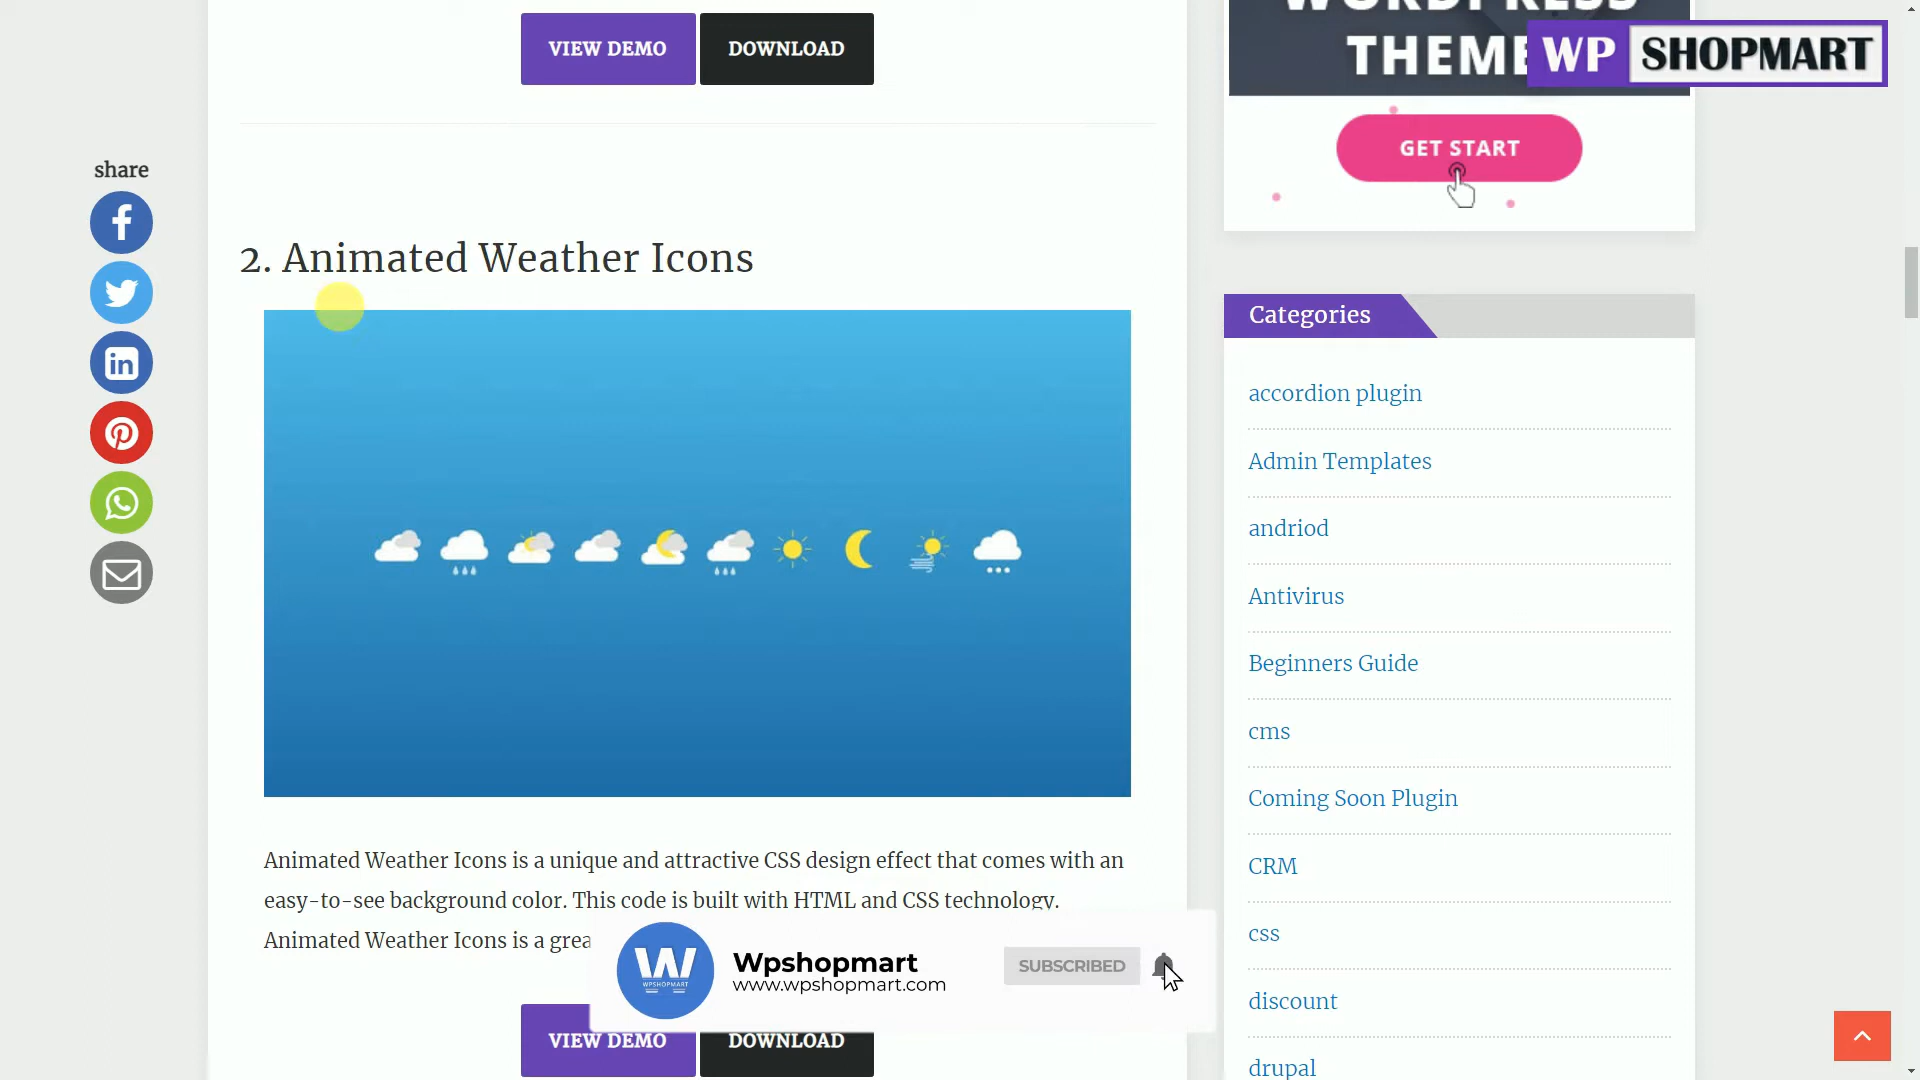 VIEW DEMO DOWNLOAD
share
2. Animated Weather Icons
Animated Weather Icons is a unique and attractive CSS design effect that comes with an
easy-to-see background color. This code is built with HTML and CSS technology.
Animated Weather Icons is a grea
VIEW DEMO DOWNLOAD
W
WPSHOPMART
Wpshopmart
www.wpshopmart.com
SUBSCRIBED
WORDPRESS
THEME
WP SHOPMART
GET START
Categories
accordion plugin
Admin Templates
andriod
Antivirus
Beginners Guide
cms
Coming Soon Plugin
CRM
css
discount
drupal